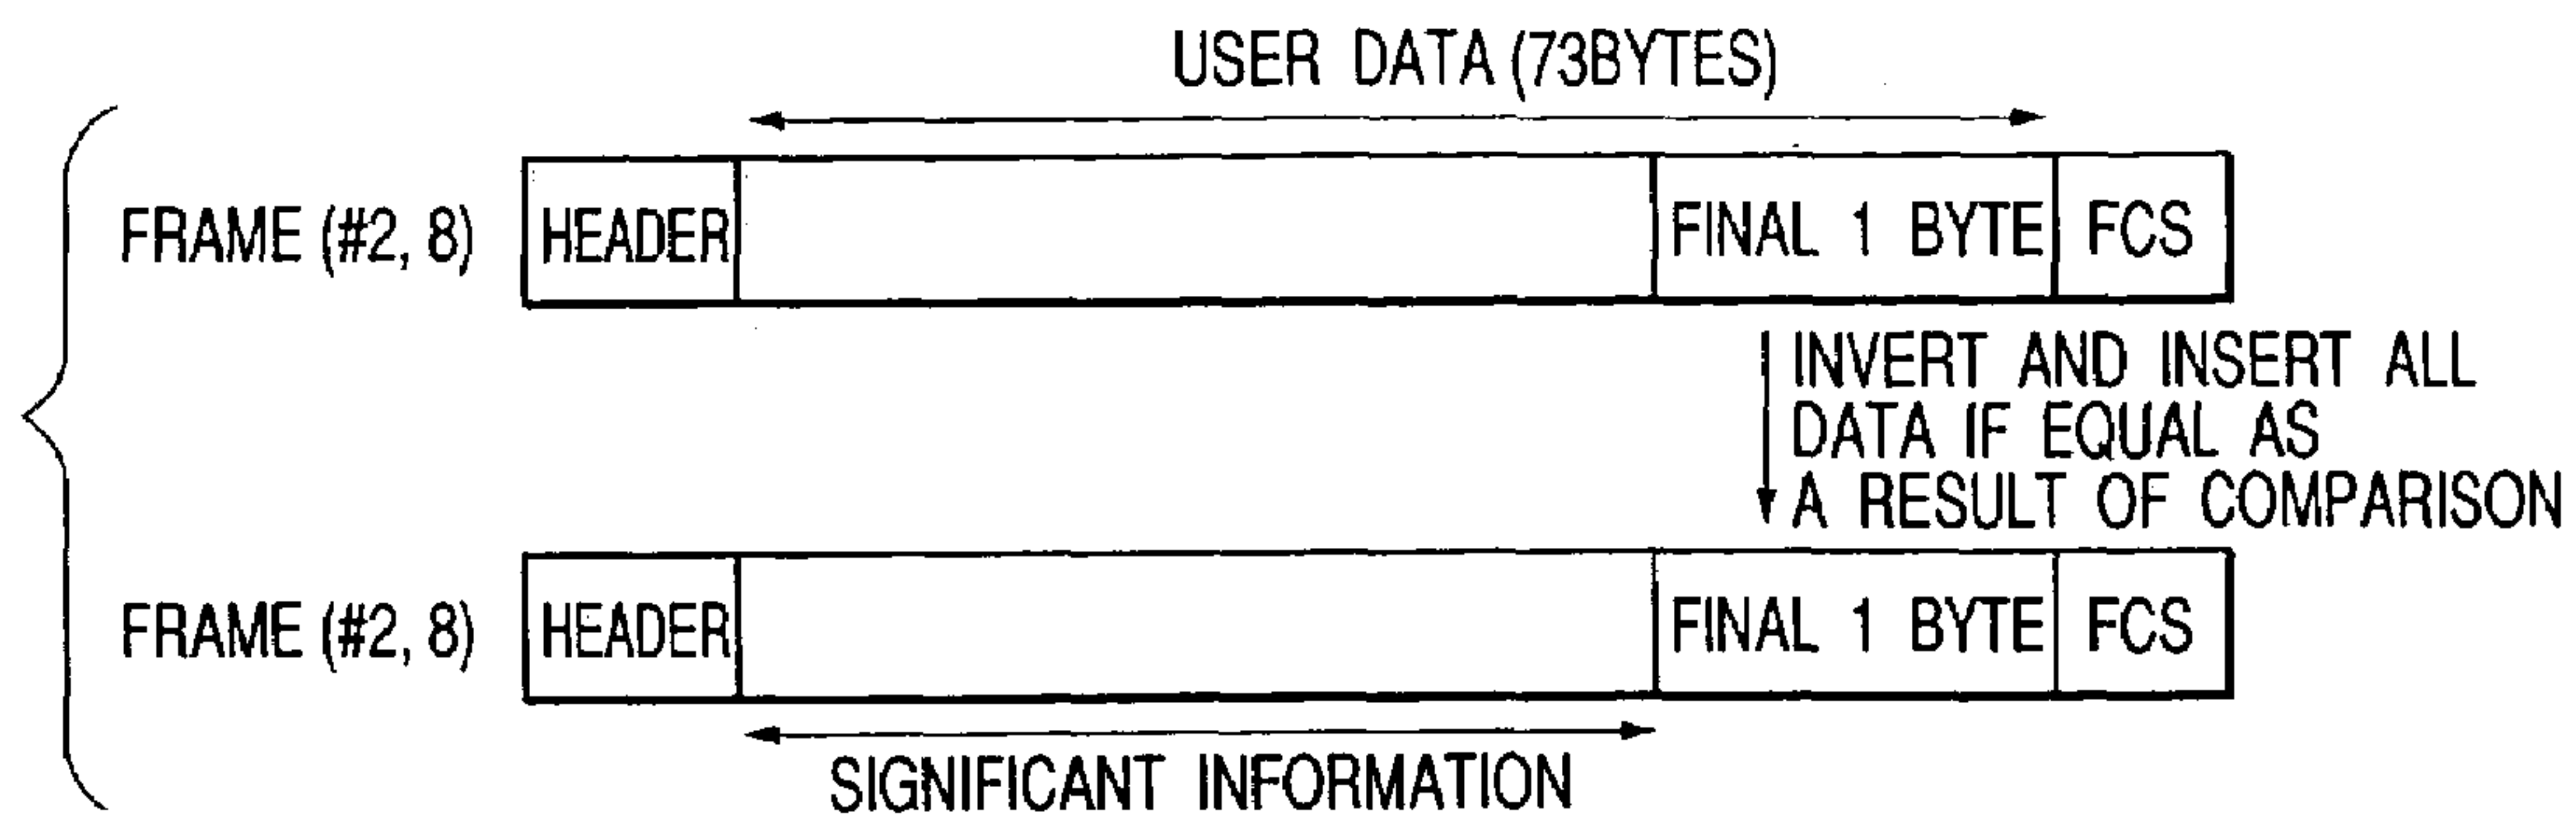 USER DATA (73BYTES)
FRAME (#2, 8) HEADER FINAL 1 BYTE FCS
INVERT AND INSERT ALL
DATA IF EQUAL AS
A RESULT OF COMPARISON
FRAME (#2, 8) HEADER FINAL 1 BYTE FCS
SIGNIFICANT INFORMATION